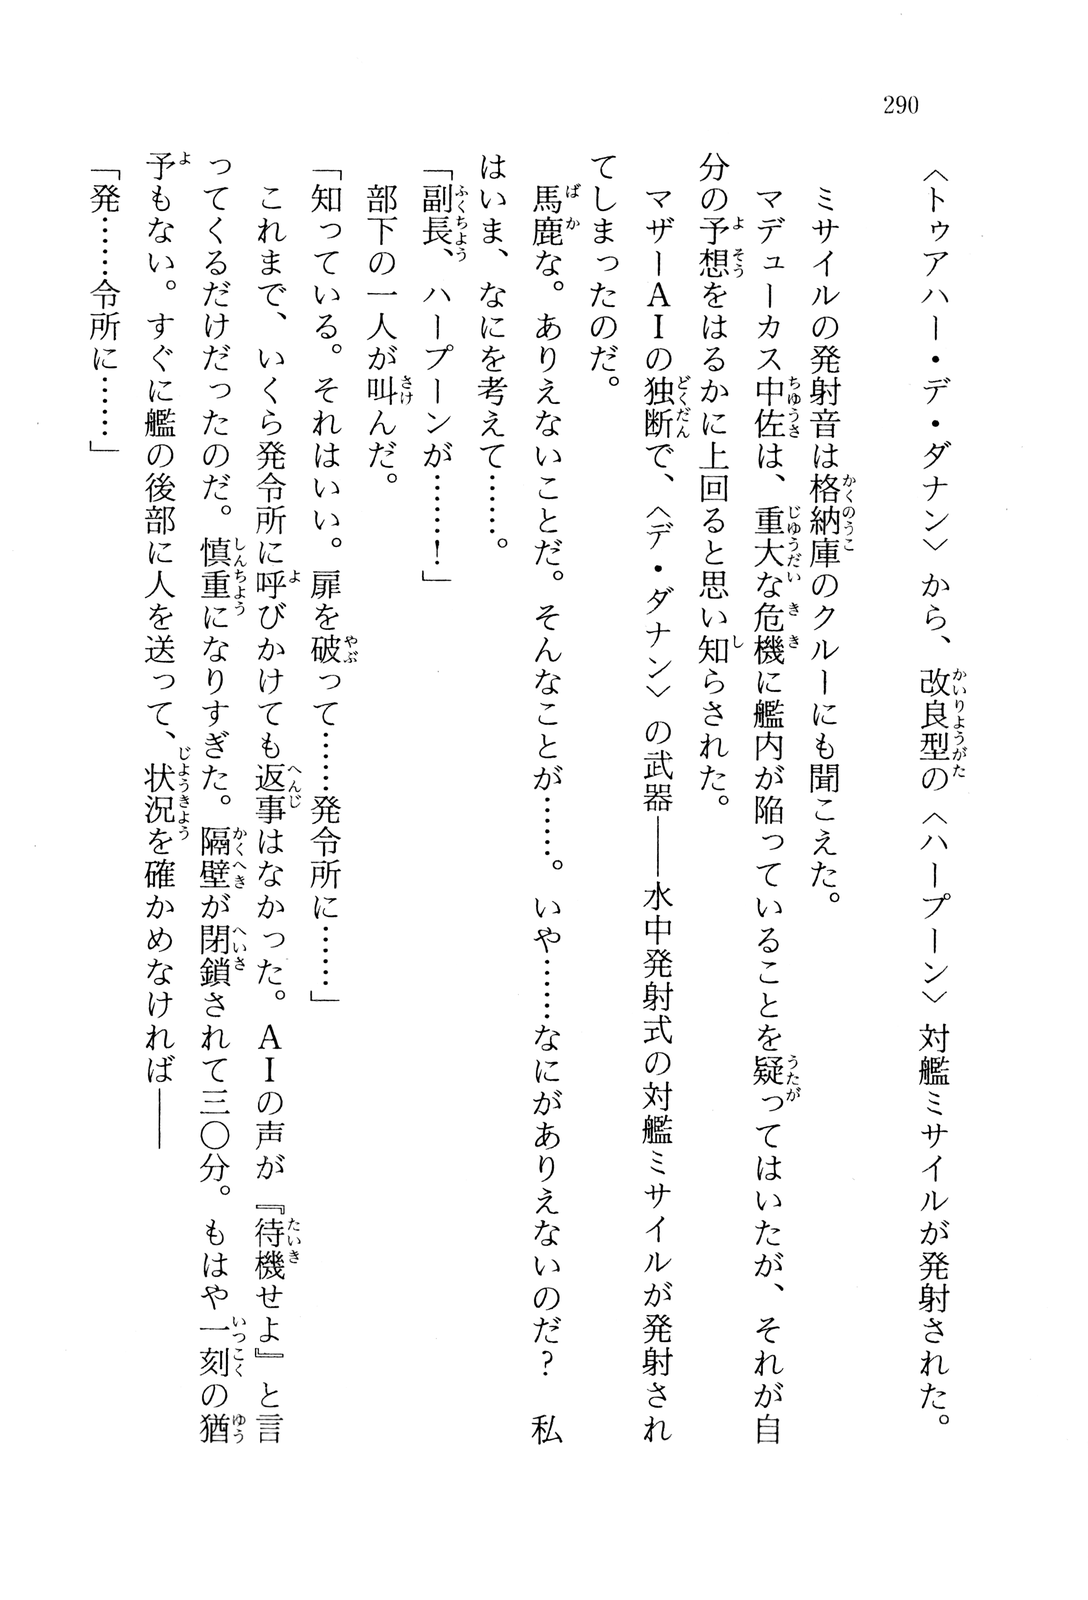 290
〈トゥアハー・デ・ダナン〉から、改良型の〈ハープーン〉対艦ミサイルが発射された。
ミサイルの発射音は格納庫のクルーにも聞こえた。
マデューカス中佐は、重大な危機に艦内が陥っていることを疑ってはいたが、それが自
分の予想をはるかに上回ると思い知らされた。
マザーAIの独断で、〈デ・ダナン〉の武器――水中発射式の対艦ミサイルが発射され
てしまったのだ。
馬鹿な。ありえないことだ。そんなことが……。いや……なにがありえないのだ？　私
はいま、なにを考えて……。
「副長、ハープーンが……！」
部下の一人が叫んだ。
「知っている。それはいい。扉を破って……発令所に……」
これまで、いくら発令所に呼びかけても返事はなかった。AIの声が『待機せよ』と言
ってくるだけだったのだ。慎重になりすぎた。隔壁が閉鎖されて三〇分。もはや一刻の猶
予もない。すぐに艦の後部に人を送って、状況を確かめなければ――
「発……令所に……」